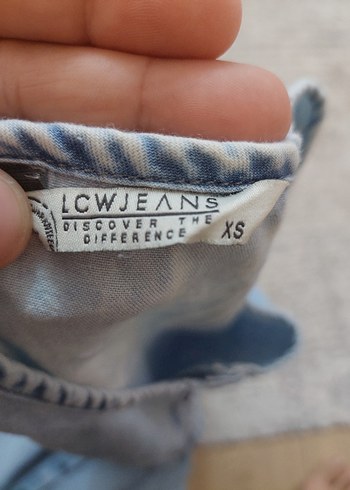 LCWJEANS
DISCOVER THE
DIFFERENCE
XS